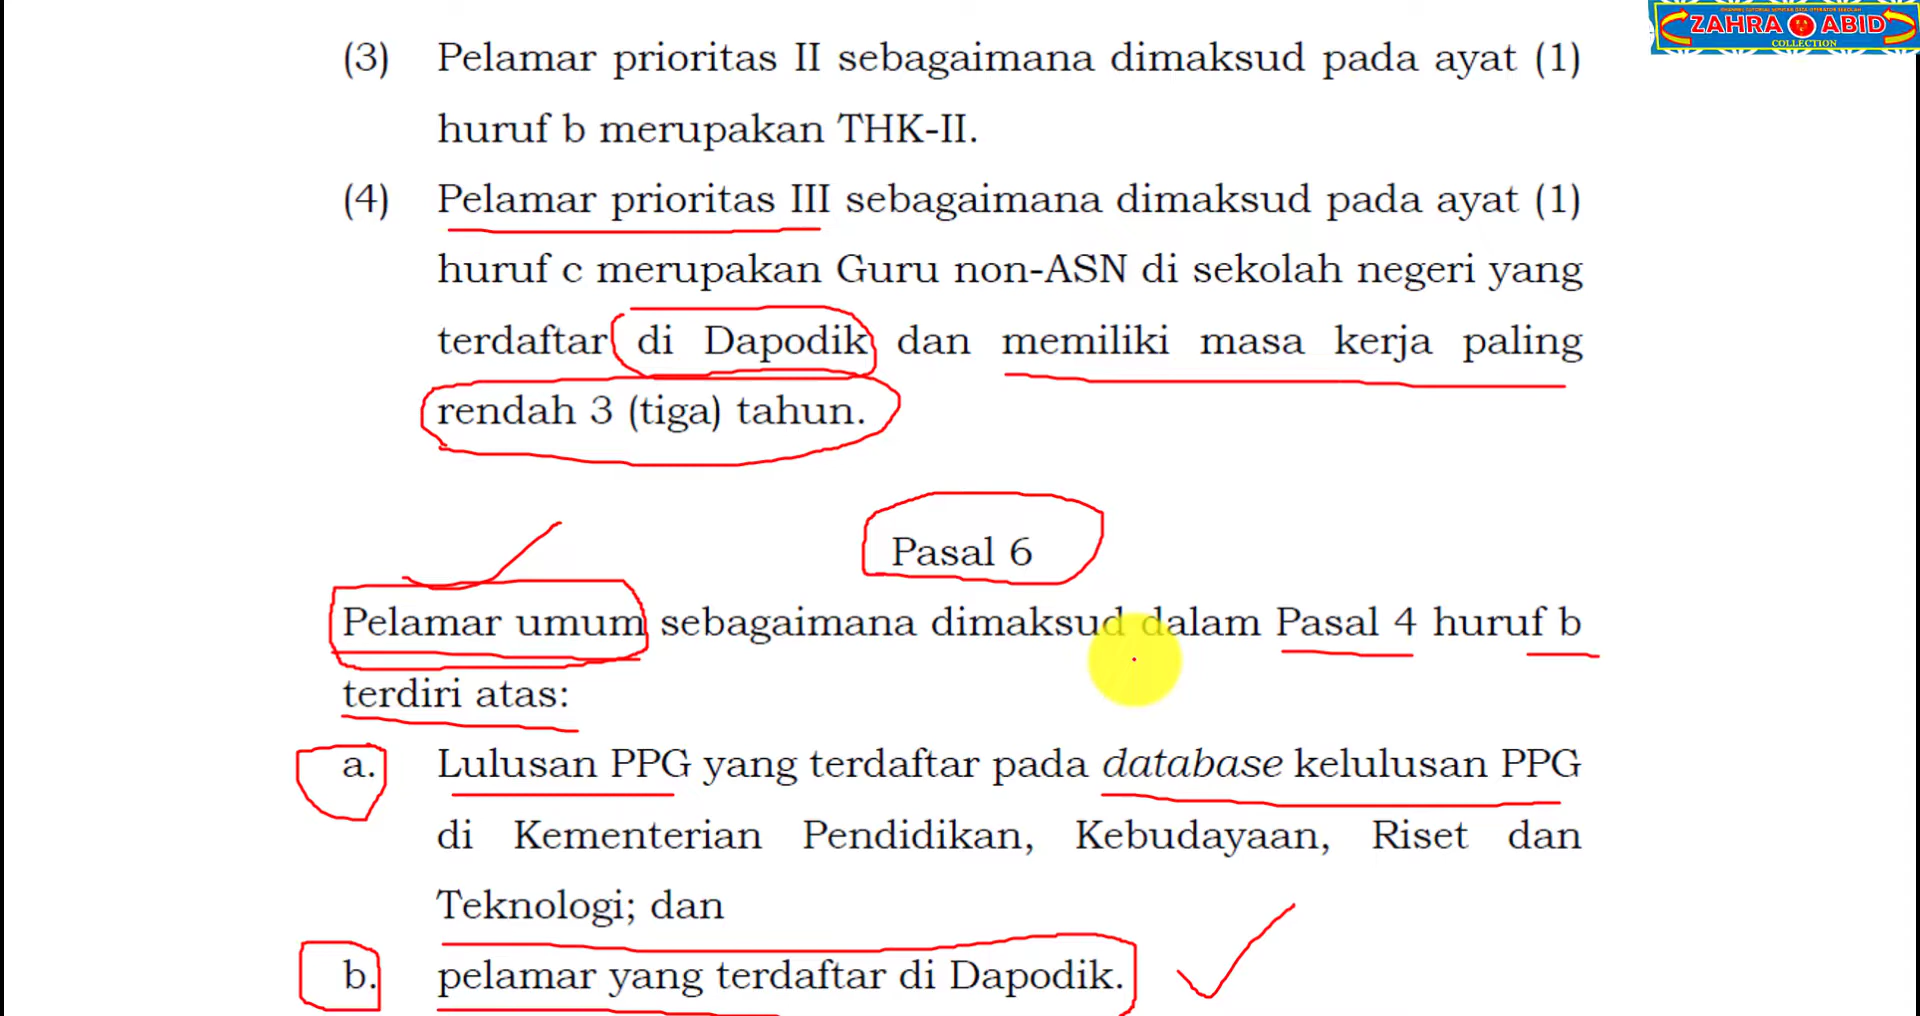 ZAHRA ABID
COLLECTION
(3) Pelamar prioritas II sebagaimana dimaksud pada ayat (1)
huruf b merupakan THK-II.
(4) Pelamar prioritas III sebagaimana dimaksud pada ayat (1)
huruf c merupakan Guru non-ASN di sekolah negeri yang
terdaftar di Dapodik dan memiliki masa kerja paling
rendah 3 (tiga) tahun.
Pasal 6
Pelamar umum sebagaimana dimaksud dalam Pasal 4 huruf b
terdiri atas:
a. Lulusan PPG yang terdaftar pada database kelulusan PPG
di Kementerian Pendidikan, Kebudayaan, Riset dan
Teknologi; dan
b. pelamar yang terdaftar di Dapodik.